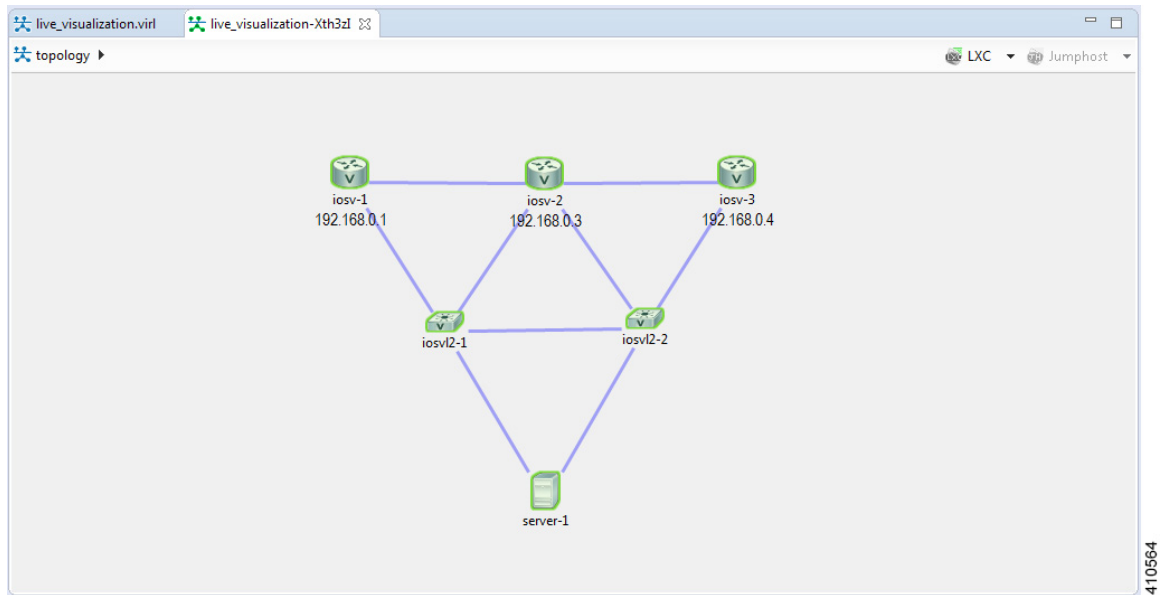 live_visualization.virl live_visualization-Xth3zI
topology LXC Jumphost
iosv-1 iosv-2 iosv-3
192.168.0.1 192.168.0.3 192.168.0.4
iosvl2-1 iosvl2-2
server-1
410564